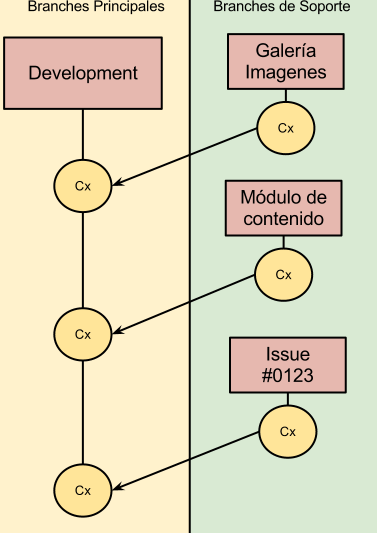 Branches Principales
Branches de Soporte
Development
Galería
Imagenes
Cx
Cx
Módulo de
contenido
Cx
Cx
Issue
#0123
Cx
Cx